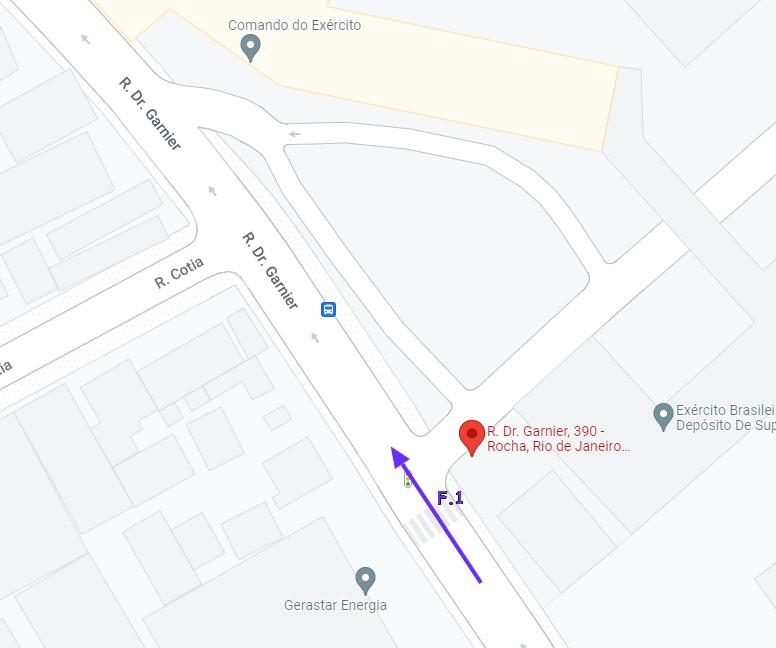 Comando do Exército
R. Dr. Garnier
R. Dr. Garnier
R. Cotia
ia
R. Dr. Garnier, 390 -
Rocha, Rio de Janeiro...
Exército Brasilei
Depósito De Sup
F.1
Gerastar Energia